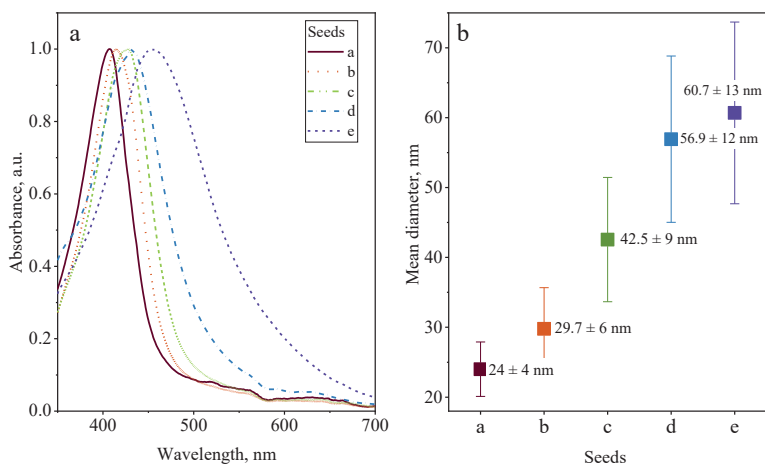 a
Seeds
a
b
c
d
e
1.0
0.8
0.6
0.4
0.2
0.0
Absorbance, a.u.
400
500
600
700
Wavelength, nm
b
70
60
50
40
30
20
Mean diameter, nm
60.7 ± 13 nm
56.9 ± 12 nm
42.5 ± 9 nm
29.7 ± 6 nm
24 ± 4 nm
a
b
c
d
e
Seeds